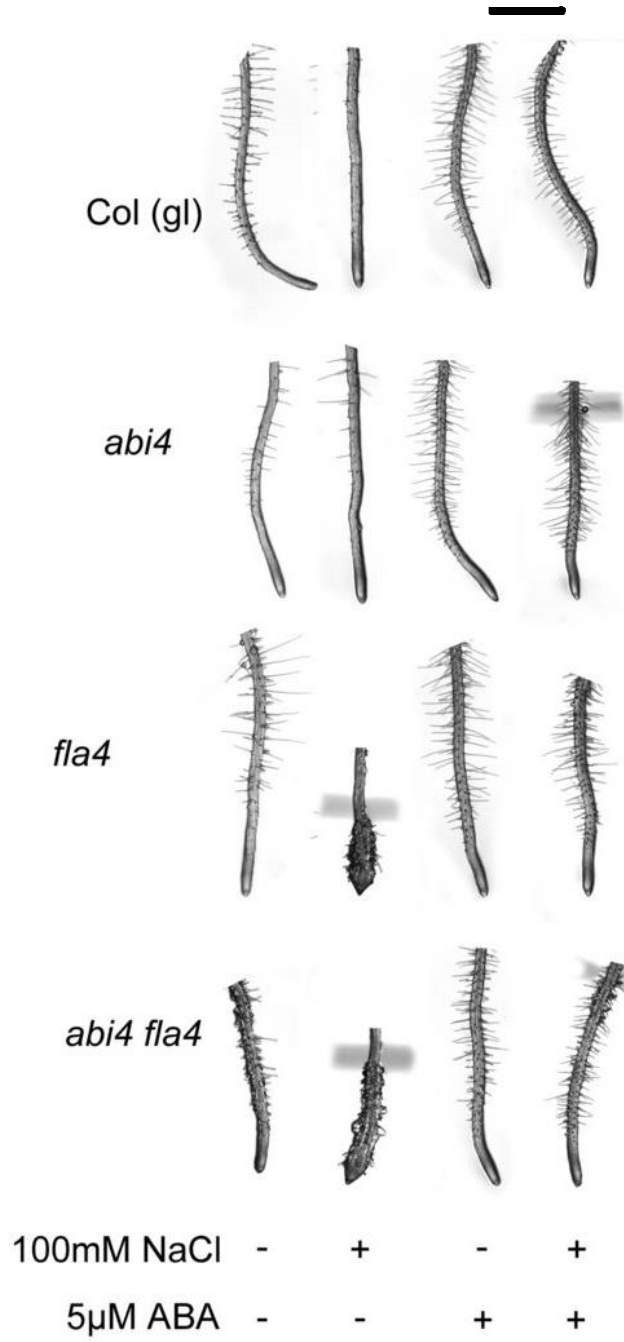 Col (gl)
abi4
fla4
abi4 fla4
100mM NaCl - + - +
5µM ABA - - + +